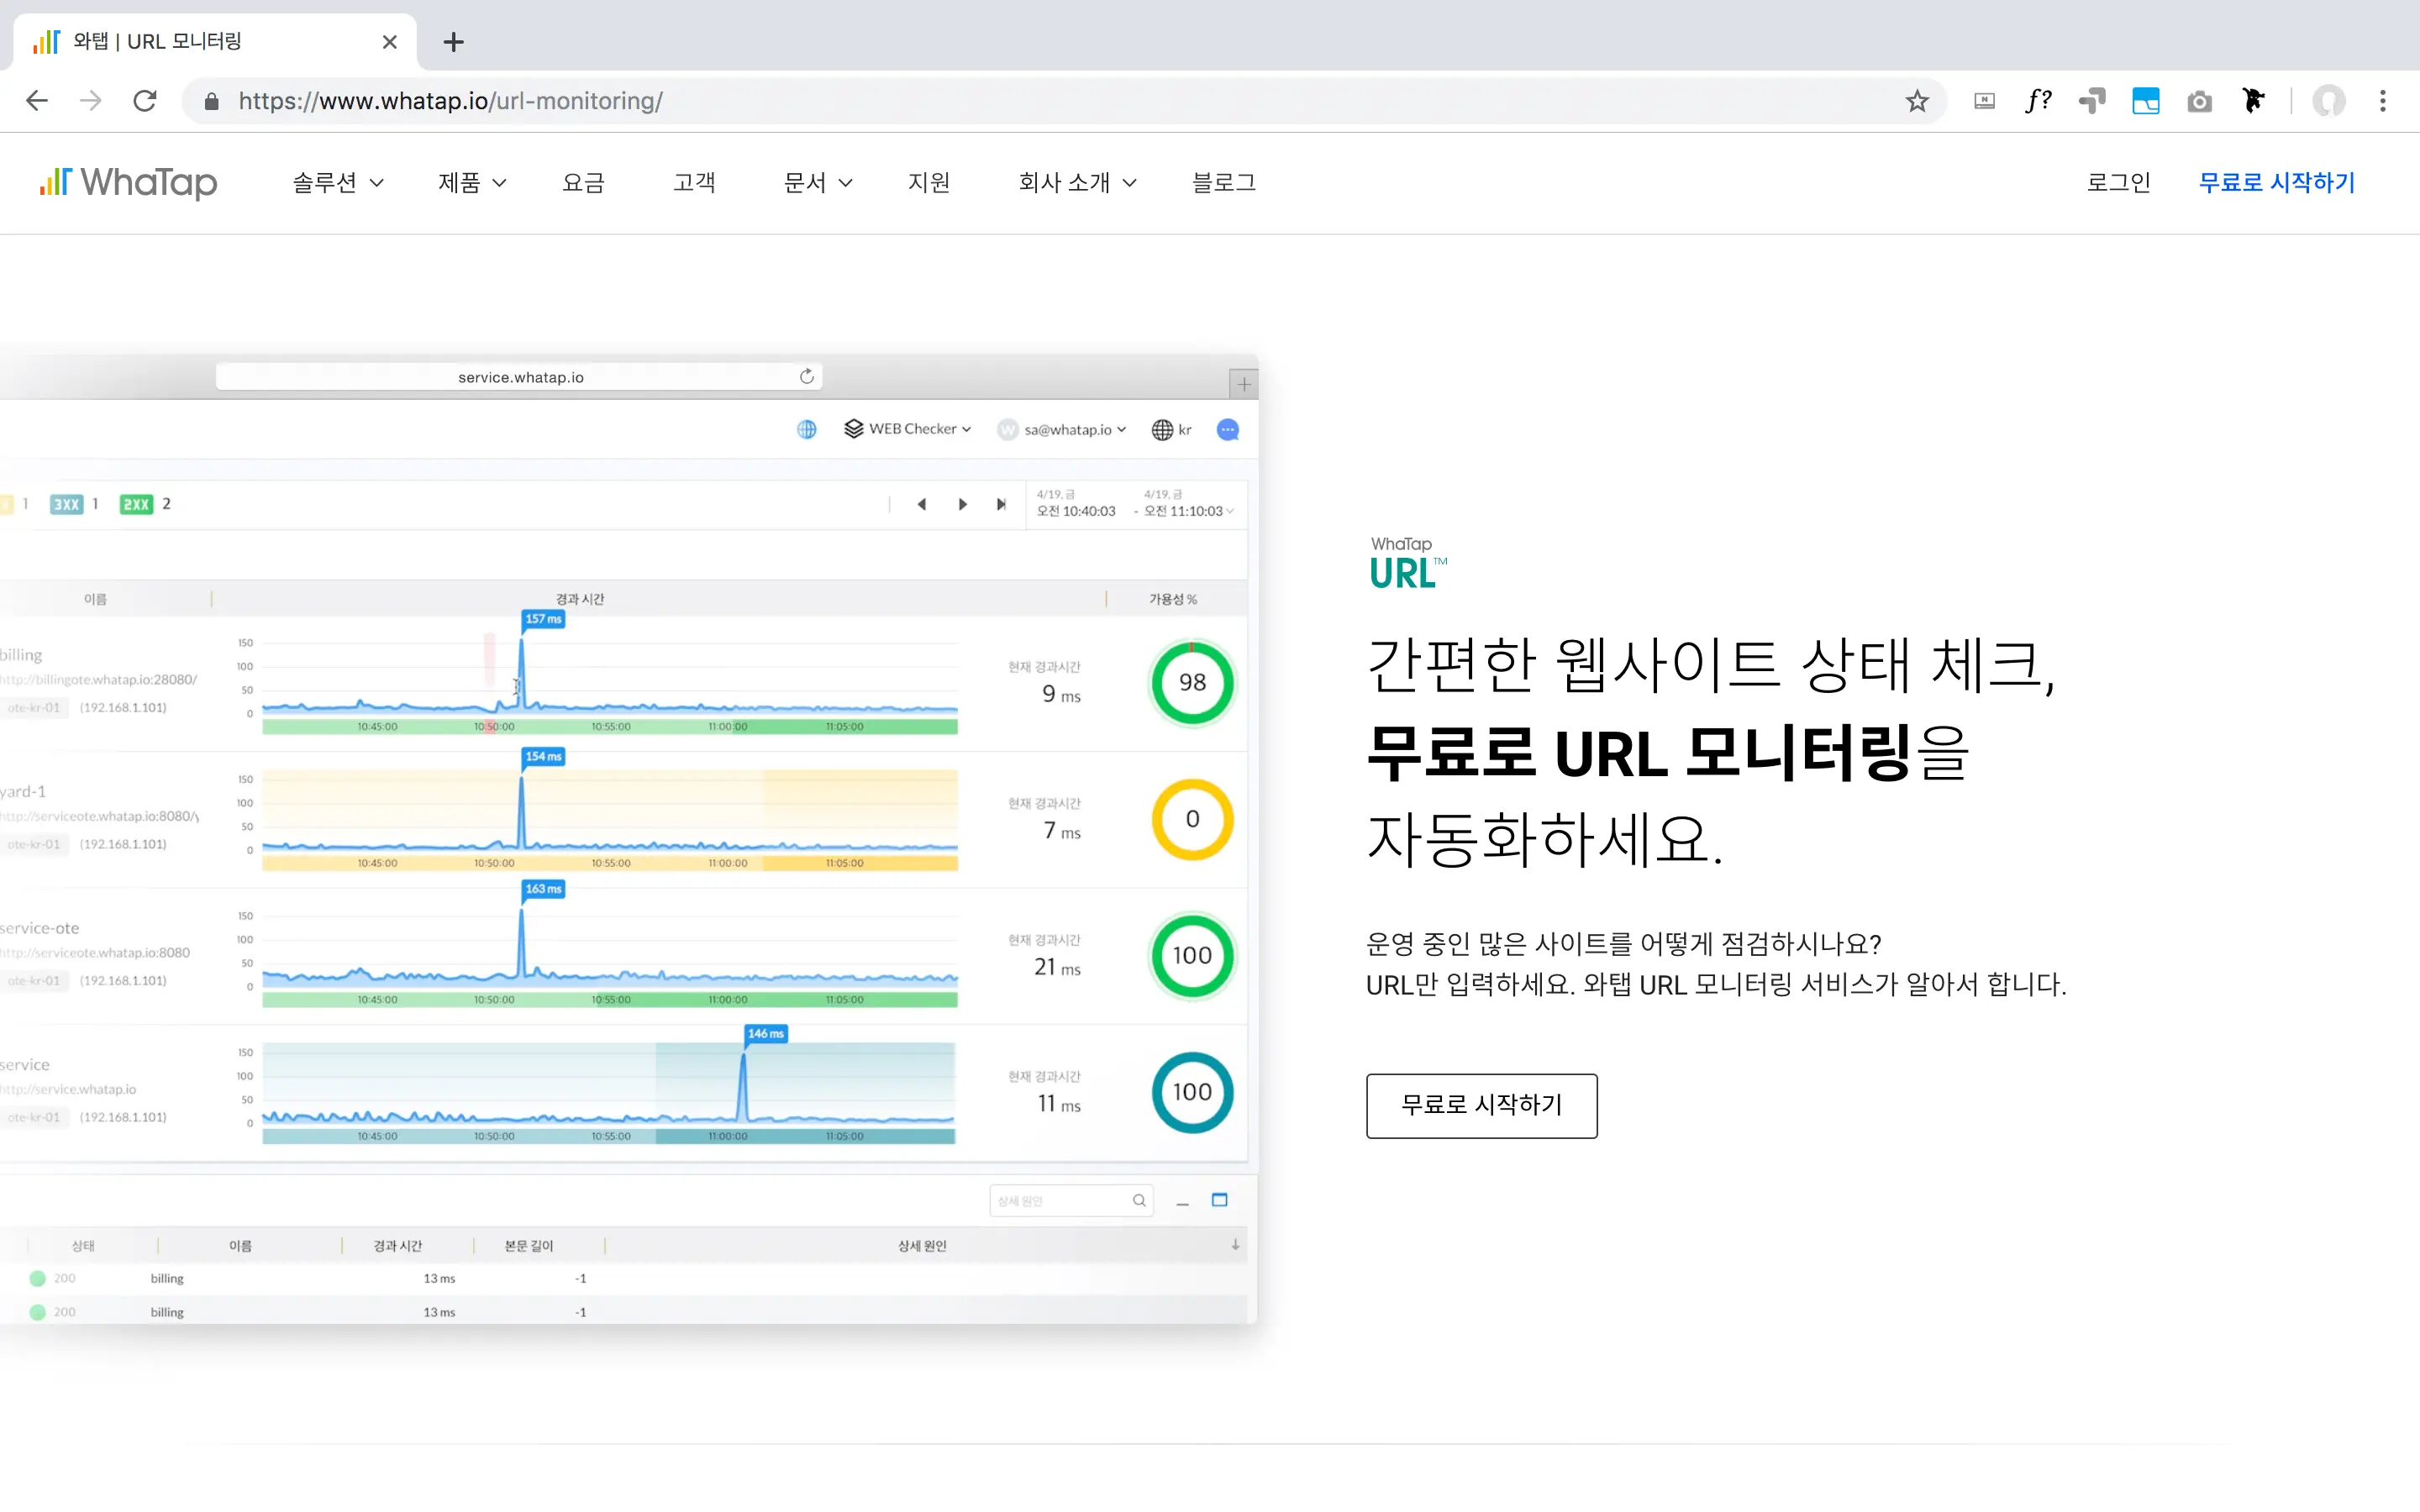 와탭 | URL 모니터링
https://www.whatap.io/url-monitoring/
f?
WhaTap
솔루션
제품
요금
고객
문서
지원
회사 소개
블로그
로그인
무료로 시작하기
service.whatap.io
WEB Checker
W
sa@whatap.io
kr
1
3XX 1
2XX 2
4/19, 금
오전 10:40:03
-
4/19, 금
오전 11:10:03
이름
경과 시간
가용성 %
billing
http://billingote.whatap.io:28080/
ote-kr-01 (192.168.1.101)
157 ms
150
100
50
0
10:45:00 10:50:00 10:55:00 11:00:00 11:05:00
현재 경과시간
9 ms
98
yard-1
http://serviceote.whatap.io:8080/y
ote-kr-01 (192.168.1.101)
154 ms
150
100
50
0
10:45:00 10:50:00 10:55:00 11:00:00 11:05:00
현재 경과시간
7 ms
0
service-ote
http://serviceote.whatap.io:8080
ote-kr-01 (192.168.1.101)
163 ms
150
100
50
0
10:45:00 10:50:00 10:55:00 11:00:00 11:05:00
현재 경과시간
21 ms
100
service
http://service.whatap.io
ote-kr-01 (192.168.1.101)
146 ms
150
100
50
0
10:45:00 10:50:00 10:55:00 11:00:00 11:05:00
현재 경과시간
11 ms
100
상세 원인
상태 이름 경과 시간 본문 길이 상세 원인
200 billing 13 ms -1
200 billing 13 ms -1
WhaTap
URL™
간편한 웹사이트 상태 체크,
무료로 URL 모니터링을
자동화하세요.
운영 중인 많은 사이트를 어떻게 점검하시나요?
URL만 입력하세요. 와탭 URL 모니터링 서비스가 알아서 합니다.
무료로 시작하기